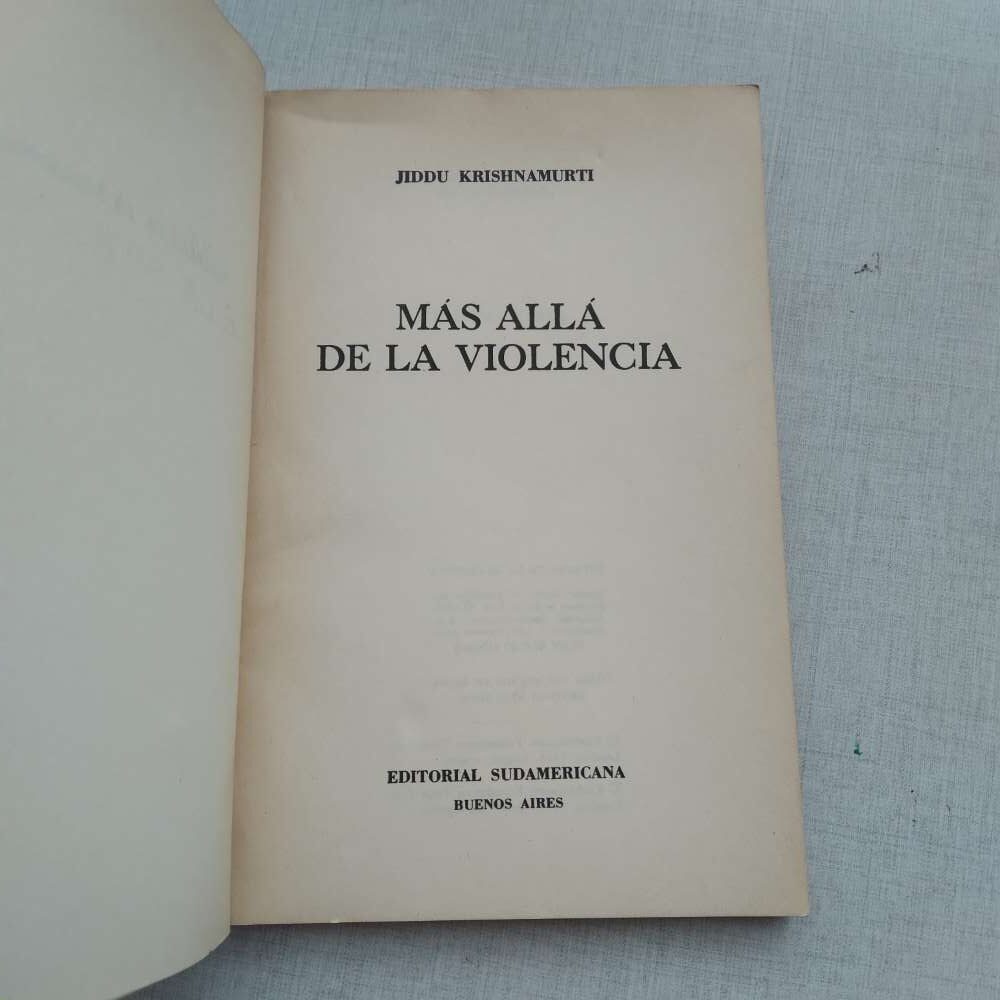 JIDDU KRISHNAMURTI
MÁS ALLÁ
DE LA VIOLENCIA
EDITORIAL SUDAMERICANA
BUENOS AIRES